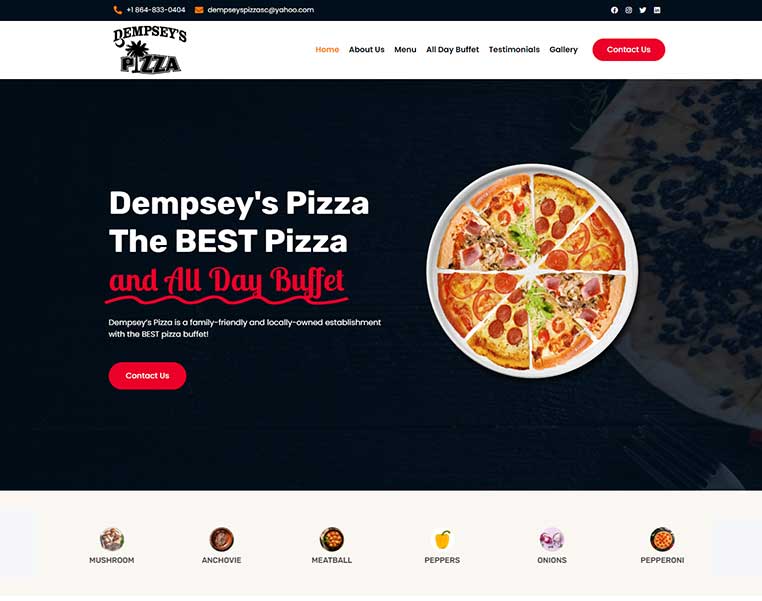 +1 864-833-0404 dempseyspizzasc@yahoo.com
DEMPSEY'S
PIZZA
Home About Us Menu All Day Buffet Testimonials Gallery Contact Us
Dempsey's Pizza
The BEST Pizza
and All Day Buffet
Dempsey's Pizza is a family-friendly and locally-owned establishment
with the BEST pizza buffet!
Contact Us
MUSHROOM ANCHOVIE MEATBALL PEPPERS ONIONS PEPPERONI